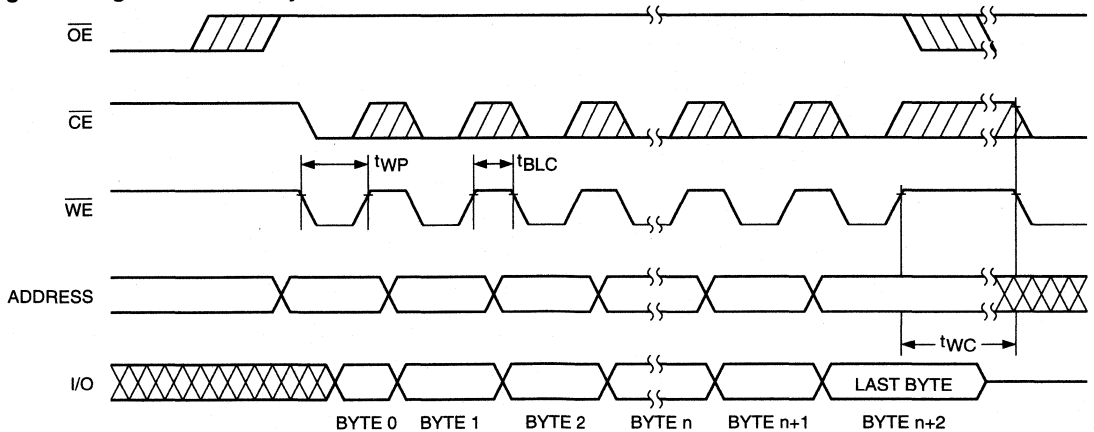 OE
CE
tWP
tBLC
WE
ADDRESS
tWC
I/O
LAST BYTE
BYTE 0 BYTE 1 BYTE 2 BYTE n BYTE n+1 BYTE n+2